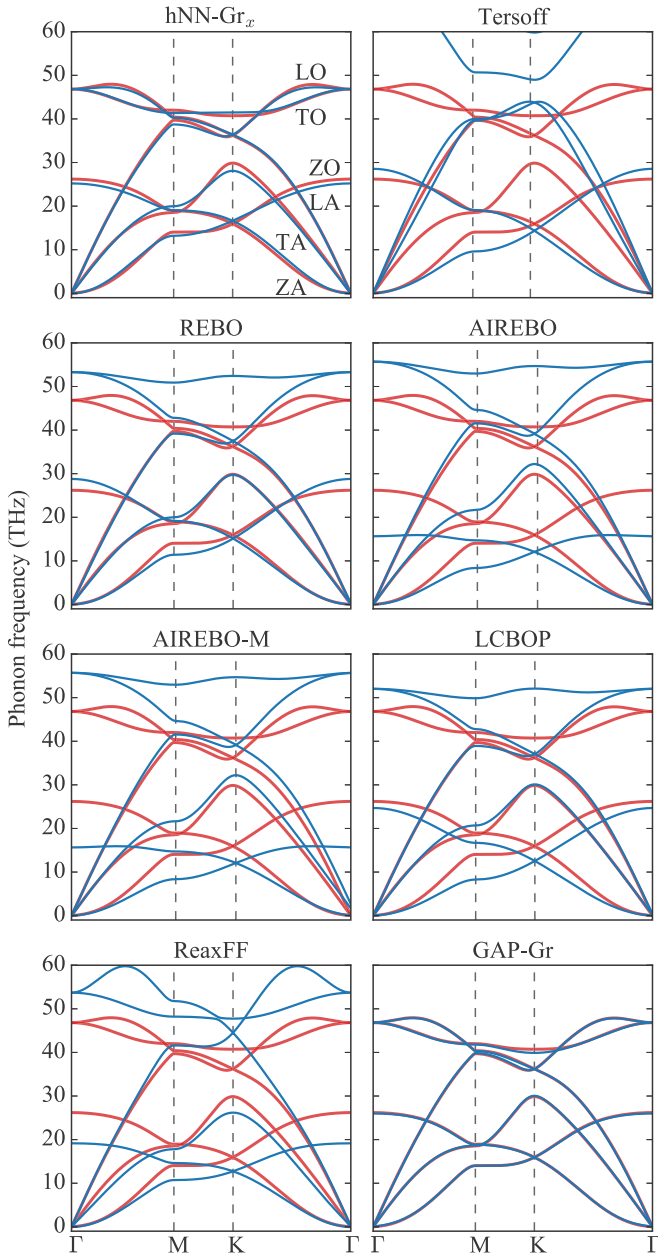 hNN-Grₓ Tersoff
60
50
40
30
20
10
0
LO
TO
ZO
LA
TA
ZA
REBO AIREBO
60
50
40
30
20
10
0
Phonon frequency (THz)
AIREBO-M LCBOP
60
50
40
30
20
10
0
ReaxFF GAP-Gr
60
50
40
30
20
10
0
Γ M K Γ M K Γ